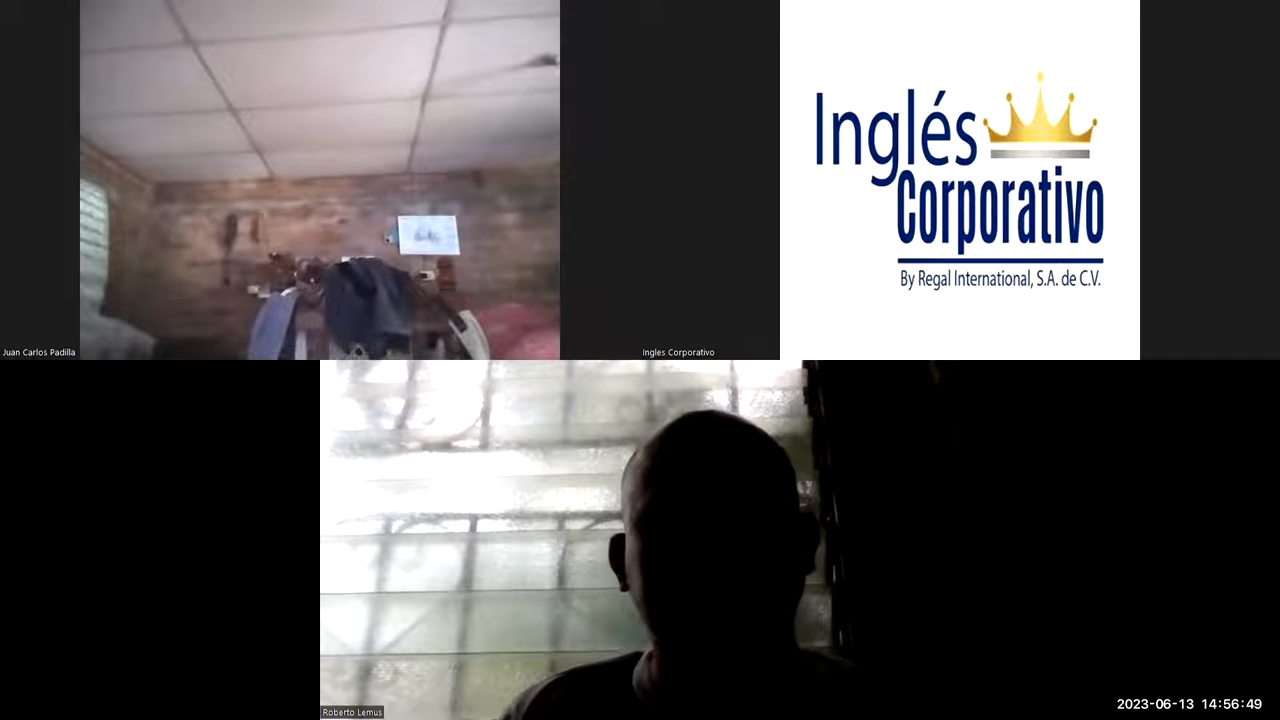 Inglés
Corporativo
By Regal International, S.A. de C.V.
Juan Carlos Padilla
Ingles Corporativo
Roberto Lemus
2023-06-13 14:56:49